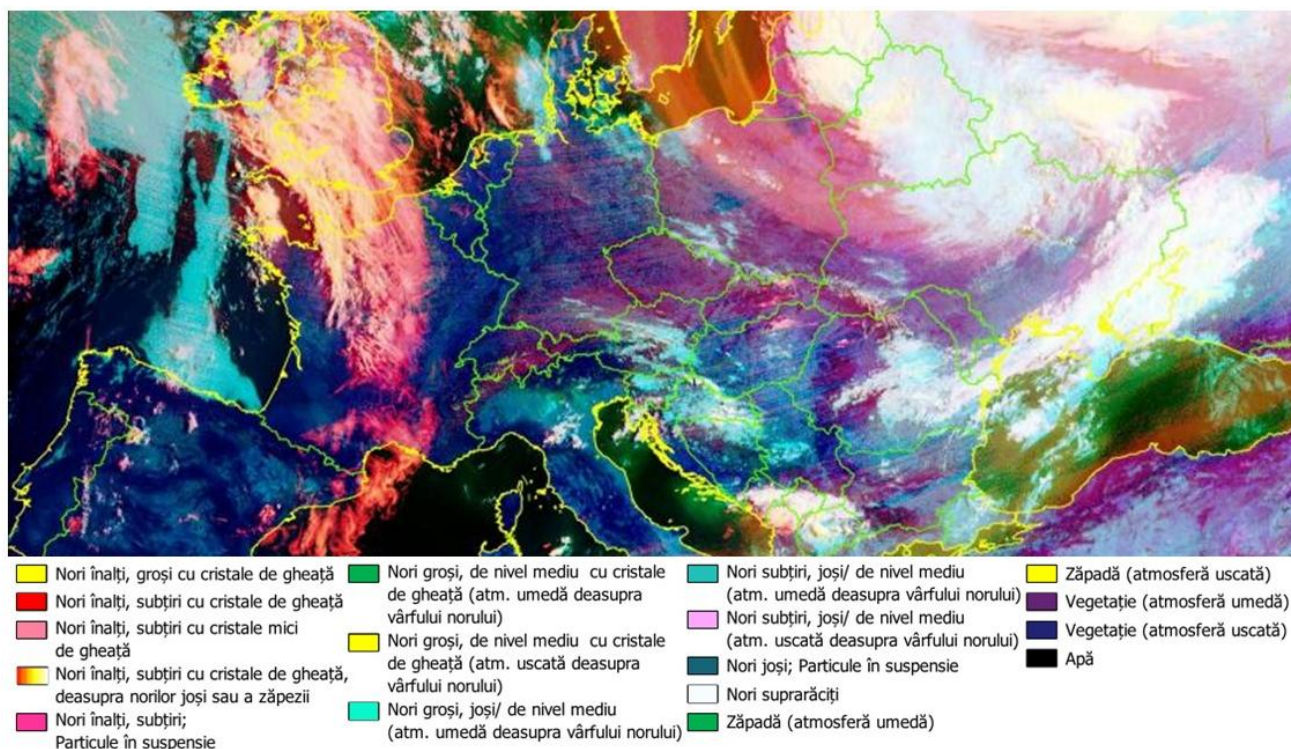 Nori înalți, groși cu cristale de gheață
Nori înalți, subțiri cu cristale de gheață
Nori înalți, subțiri cu cristale mici
de gheață
Nori înalți, subțiri cu cristale de gheață,
deasupra norilor joși sau a zăpezii
Nori înalți, subțiri;
Particule în suspensie
Nori groși, de nivel mediu cu cristale
de gheață (atm. umedă deasupra
vârfului norului)
Nori groși, de nivel mediu cu cristale
de gheață (atm. uscată deasupra
vârfului norului)
Nori groși, joși/ de nivel mediu
(atm. umedă deasupra vârfului norului)
Nori subțiri, joși/ de nivel mediu
(atm. umedă deasupra vârfului norului)
Nori subțiri, joși/ de nivel mediu
(atm. uscată deasupra vârfului norului)
Nori joși; Particule în suspensie
Nori suprarăciți
Zăpadă (atmosferă umedă)
Zăpadă (atmosferă uscată)
Vegetație (atmosferă umedă)
Vegetație (atmosferă uscată)
Apă